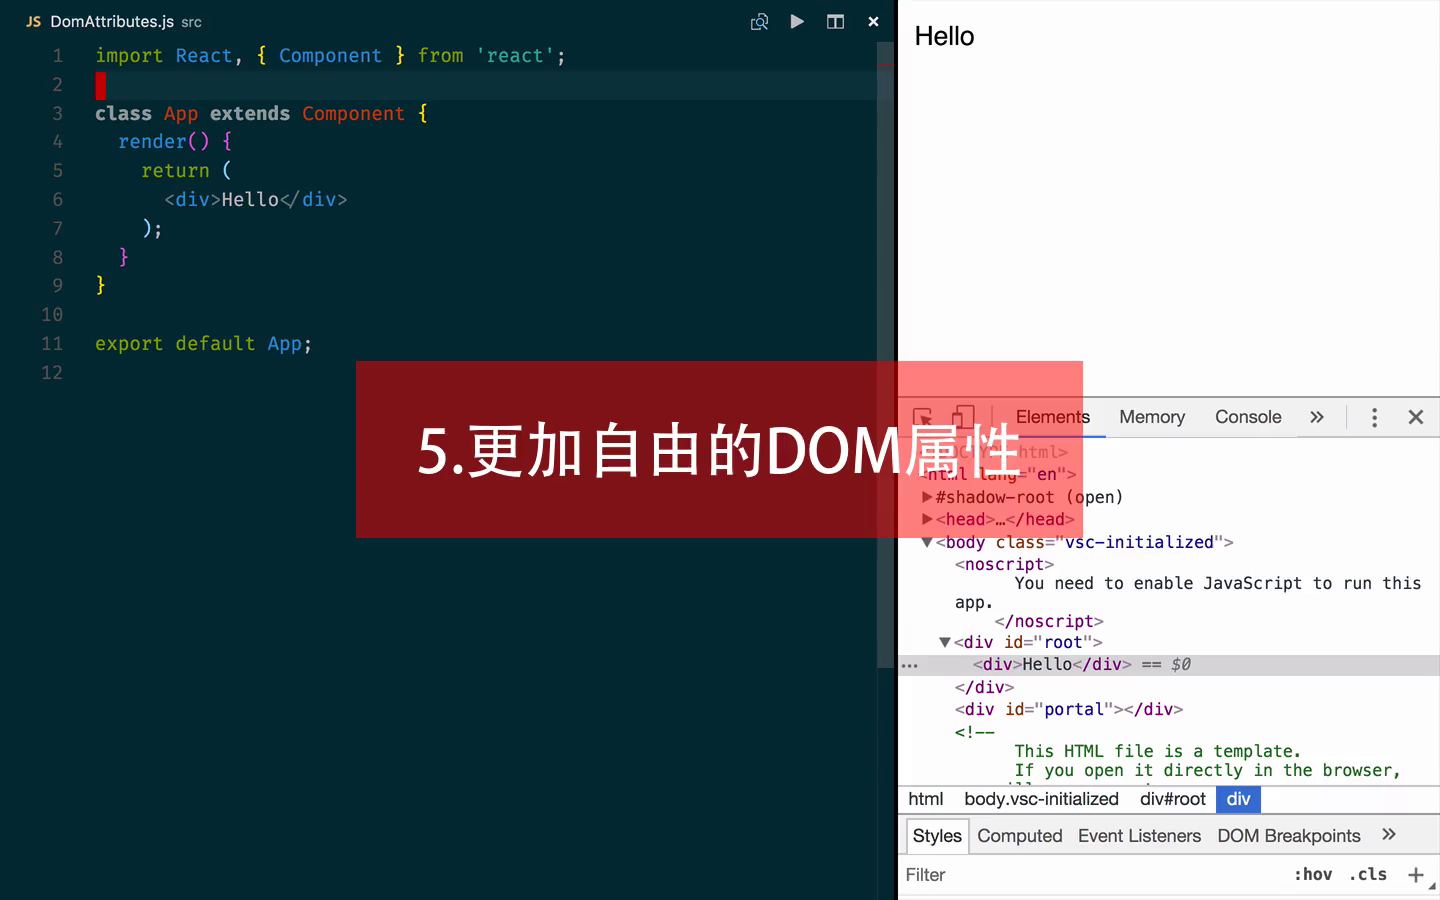 JS DomAttributes.js src
1 import React, { Component } from 'react';
2
3 class App extends Component {
4 render() {
5 return (
6 <div>Hello</div>
7 );
8 }
9 }
10
11 export default App;
12
5.更加自由的DOM属性
Hello
Elements Memory Console »
html>
<html lang="en">
▶#shadow-root (open)
▶<head>…</head>
▼<body class="vsc-initialized">
<noscript>
You need to enable JavaScript to run this
app.
</noscript>
▼<div id="root">
… <div>Hello</div> == $0
</div>
<div id="portal"></div>
<!--
This HTML file is a template.
If you open it directly in the browser,
html body.vsc-initialized div#root div
Styles Computed Event Listeners DOM Breakpoints »
Filter :hov .cls +